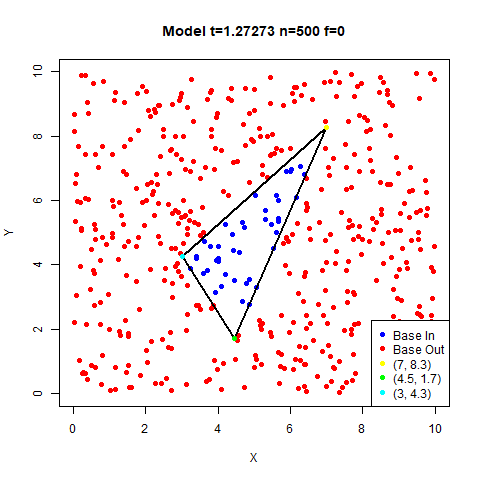 Model t=1.27273 n=500 f=0
Y
10
8
6
4
2
0
0 2 4 6 8 10
X
Base In
Base Out
(7, 8.3)
(4.5, 1.7)
(3, 4.3)